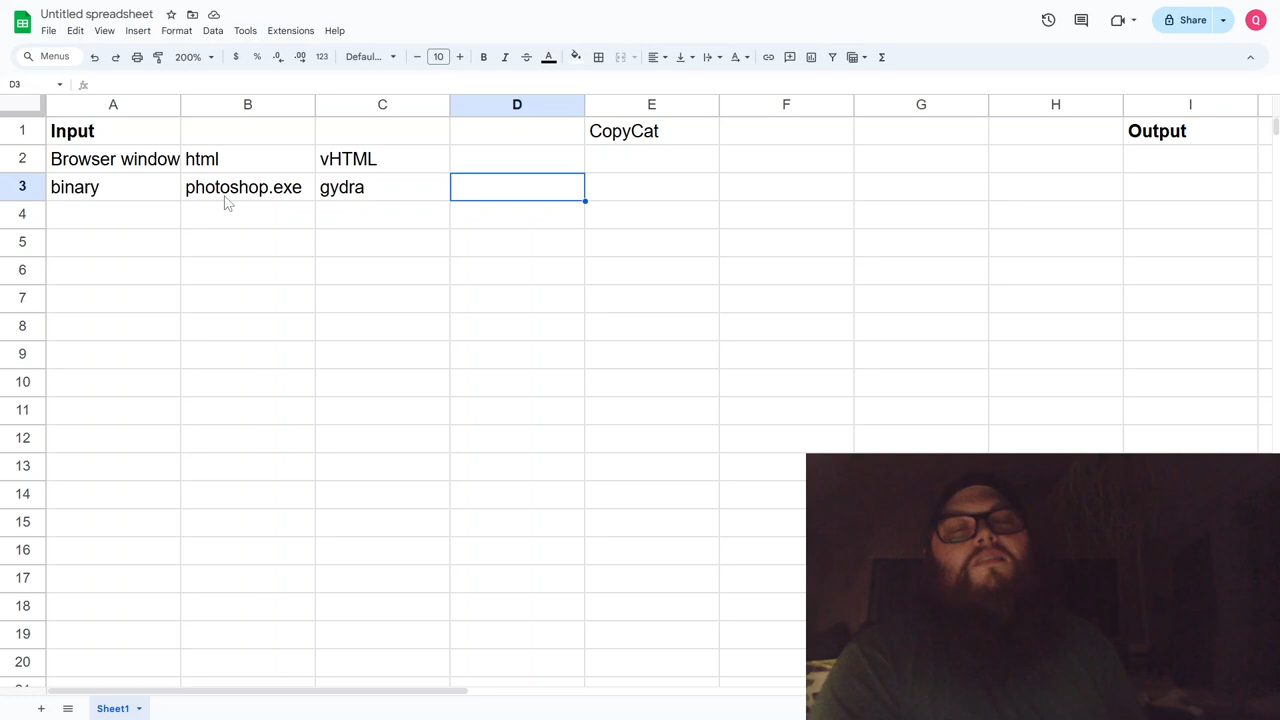 Untitled spreadsheet
File Edit View Insert Format Data Tools Extensions Help
Share Q
Menus 200% $ % .0 .00 123 Defaul... 10 B I A
D3 fx
A B C D E F G H I
1 Input CopyCat Output
2 Browser window html vHTML
3 binary photoshop.exe gydra
4
5
6
7
8
9
10
11
12
13
14
15
16
17
18
19
20
Sheet1